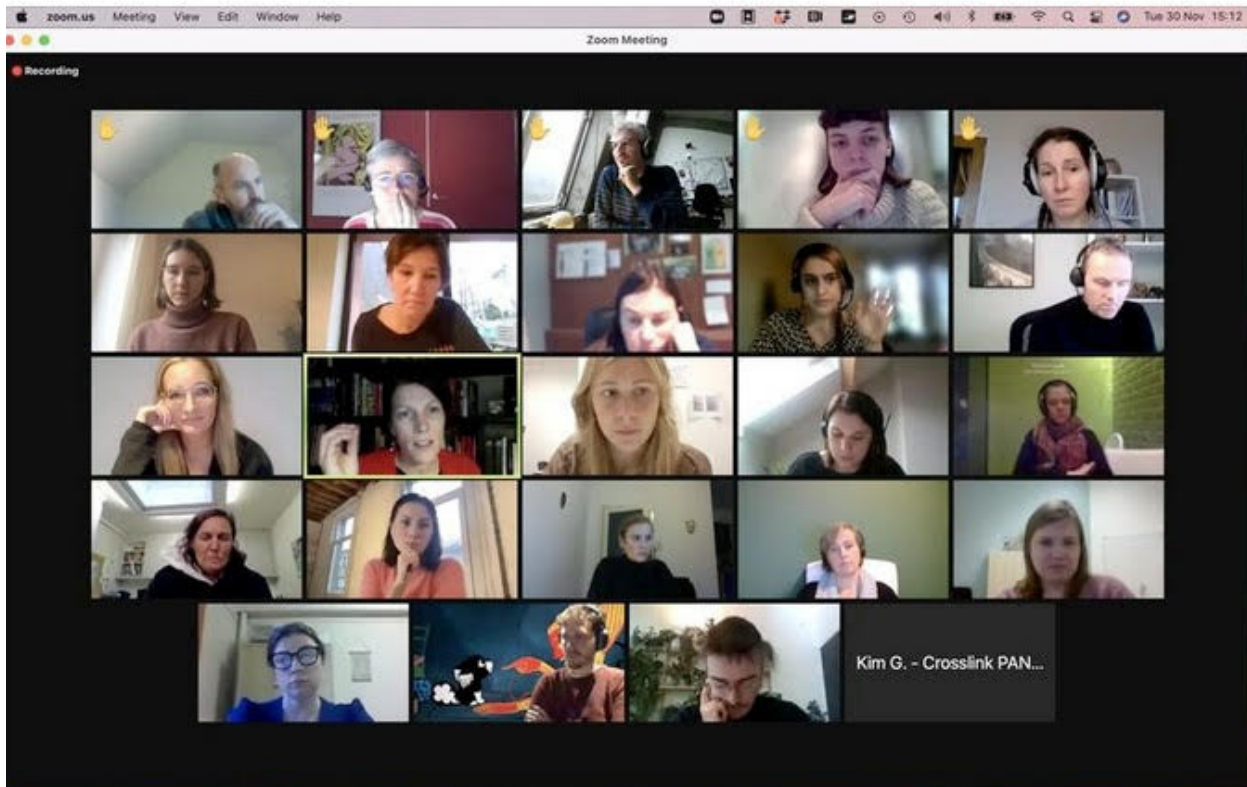 zoom.us Meeting View Edit Window Help Tue 30 Nov 15:12
Zoom Meeting
Recording
Kim G. - Crosslink PAN...